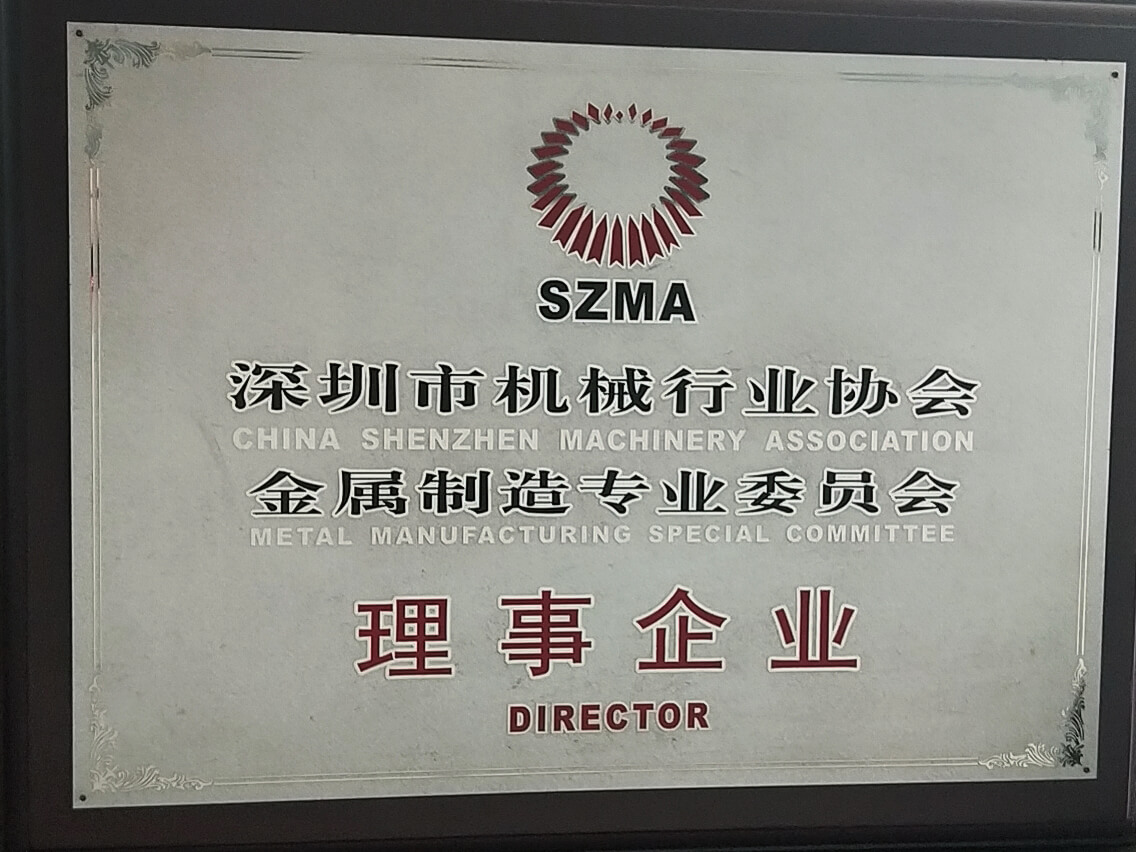 SZMA
深圳市机械行业协会
CHINA SHENZHEN MACHINERY ASSOCIATION
金属制造专业委员会
METAL MANUFACTURING SPECIAL COMMITTEE
理事企业
DIRECTOR